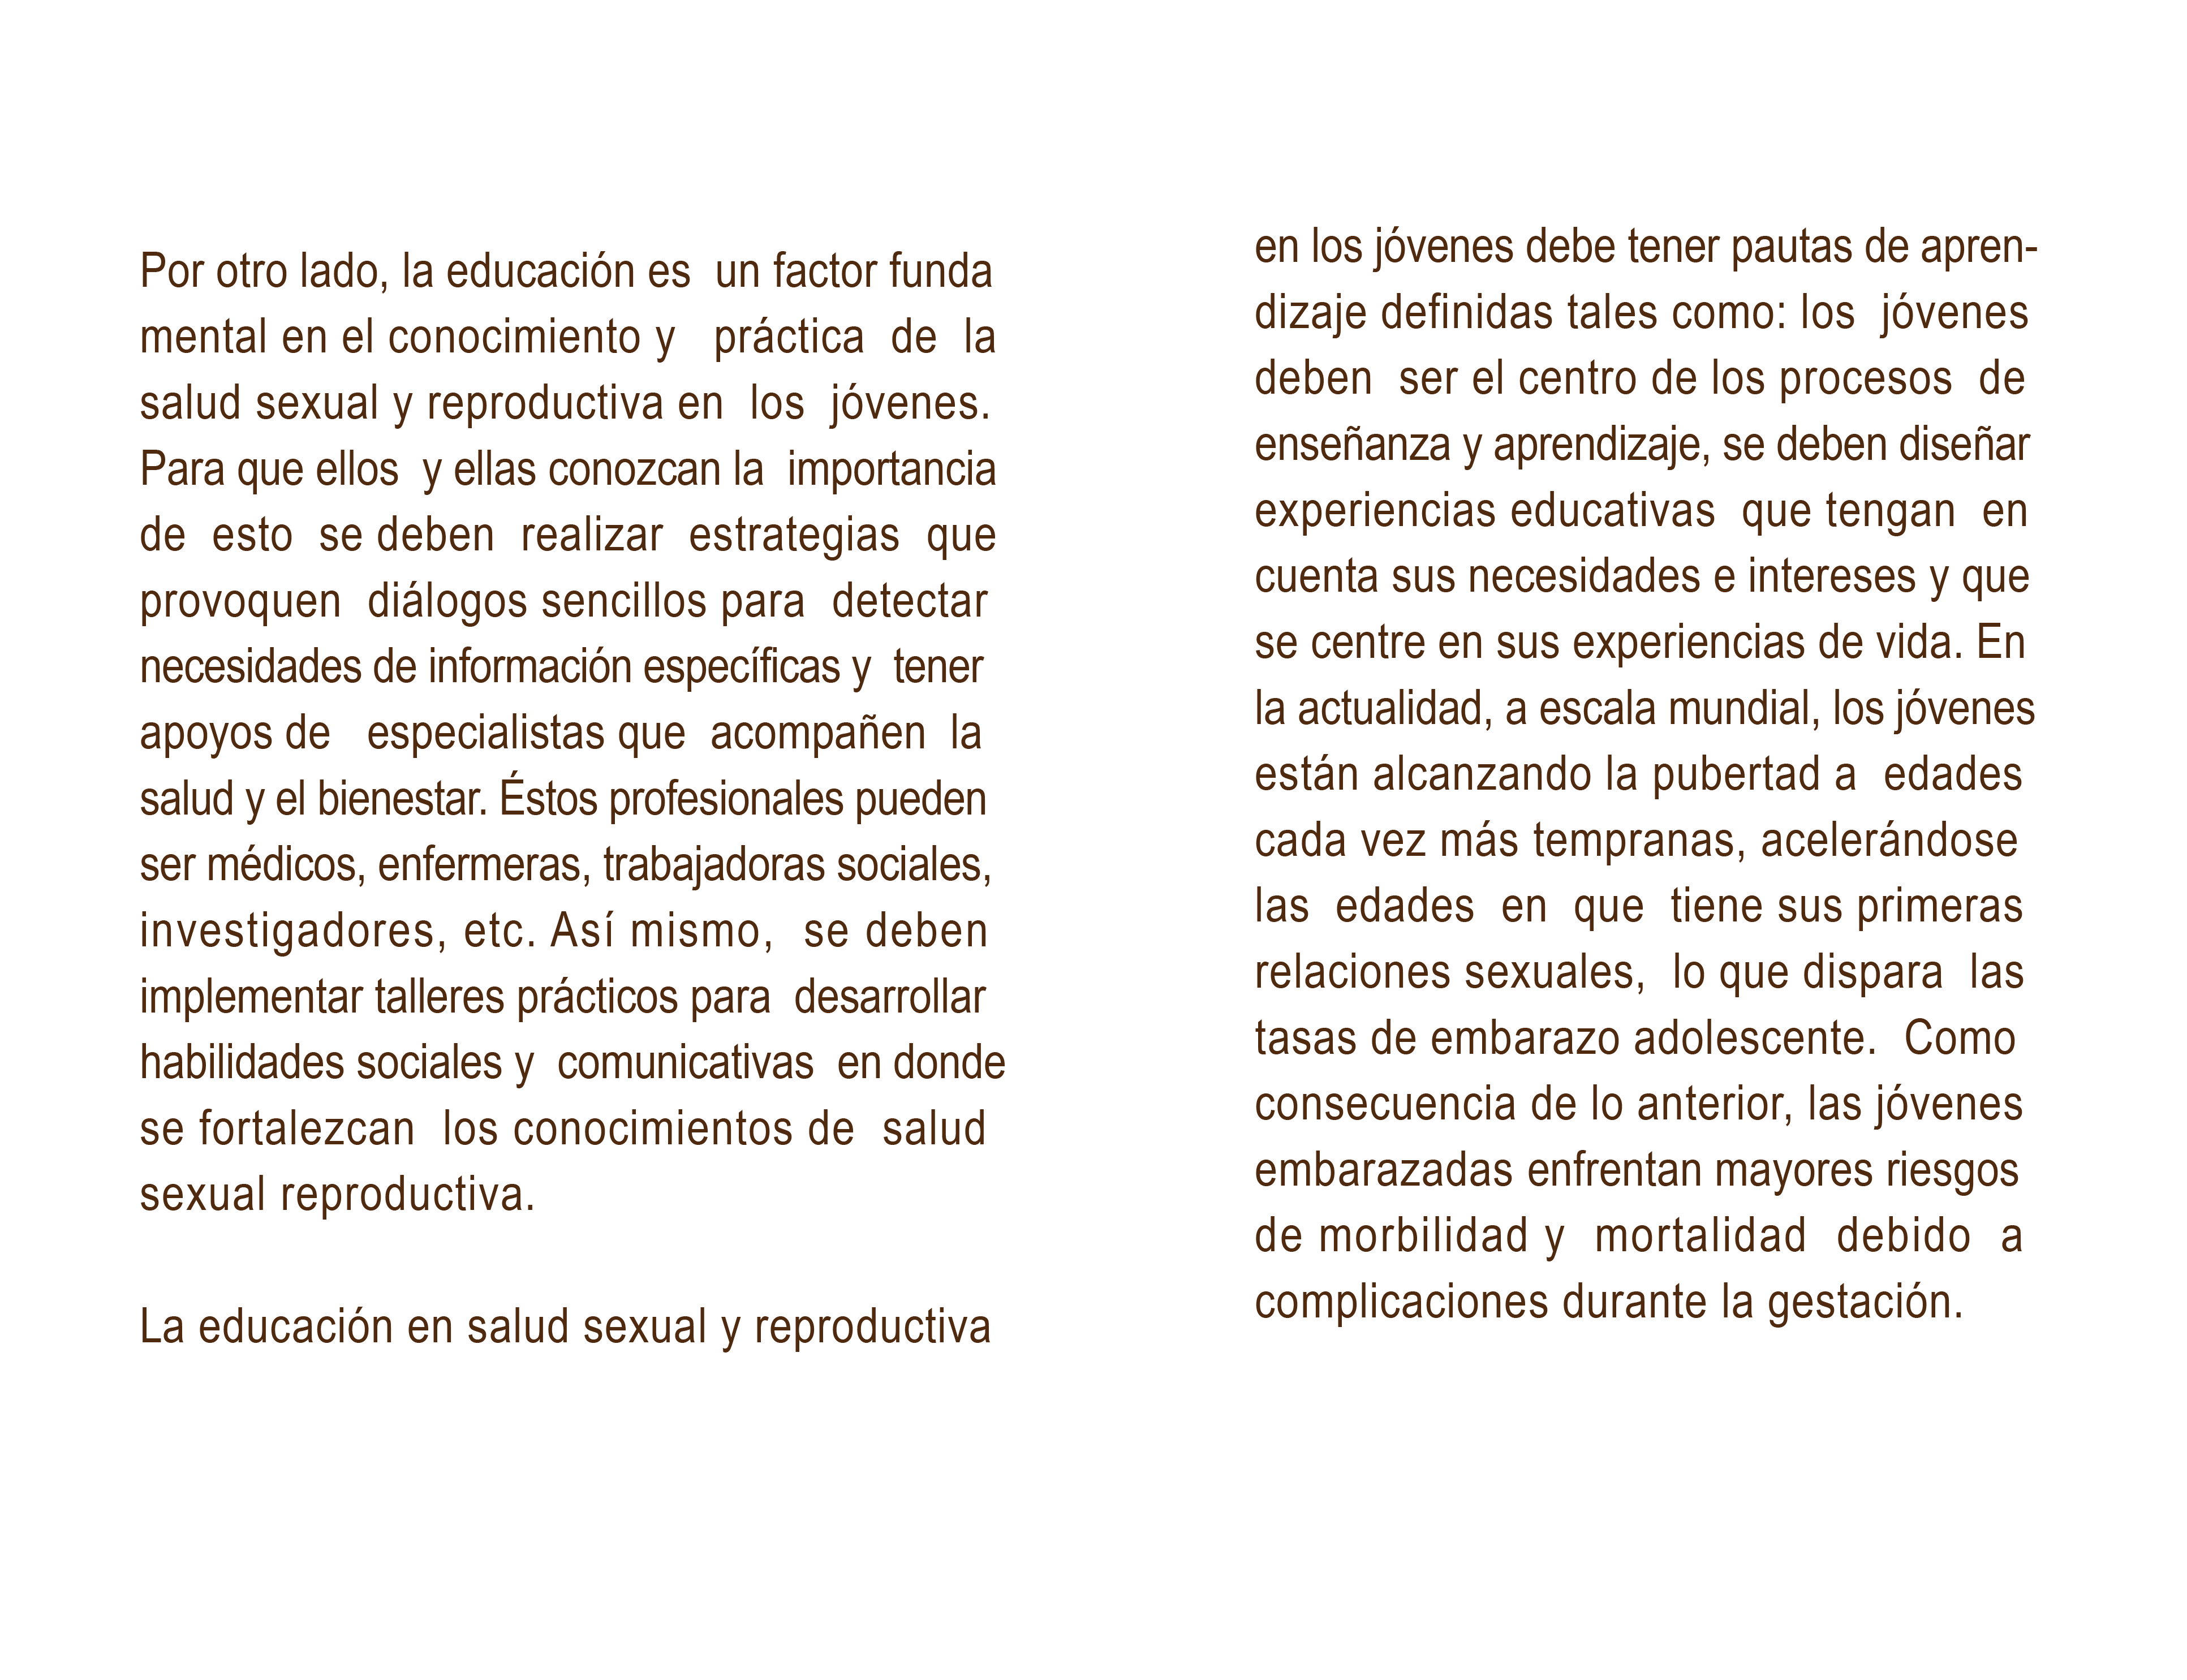 Por otro lado, la educación es un factor funda
mental en el conocimiento y práctica de la
salud sexual y reproductiva en los jóvenes.
Para que ellos y ellas conozcan la importancia
de esto se deben realizar estrategias que
provoquen diálogos sencillos para detectar
necesidades de información específicas y tener
apoyos de especialistas que acompañen la
salud y el bienestar. Éstos profesionales pueden
ser médicos, enfermeras, trabajadoras sociales,
investigadores, etc. Así mismo, se deben
implementar talleres prácticos para desarrollar
habilidades sociales y comunicativas en donde
se fortalezcan los conocimientos de salud
sexual reproductiva.
La educación en salud sexual y reproductiva
en los jóvenes debe tener pautas de apren-
dizaje definidas tales como: los jóvenes
deben ser el centro de los procesos de
enseñanza y aprendizaje, se deben diseñar
experiencias educativas que tengan en
cuenta sus necesidades e intereses y que
se centre en sus experiencias de vida. En
la actualidad, a escala mundial, los jóvenes
están alcanzando la pubertad a edades
cada vez más tempranas, acelerándose
las edades en que tiene sus primeras
relaciones sexuales, lo que dispara las
tasas de embarazo adolescente. Como
consecuencia de lo anterior, las jóvenes
embarazadas enfrentan mayores riesgos
de morbilidad y mortalidad debido a
complicaciones durante la gestación.